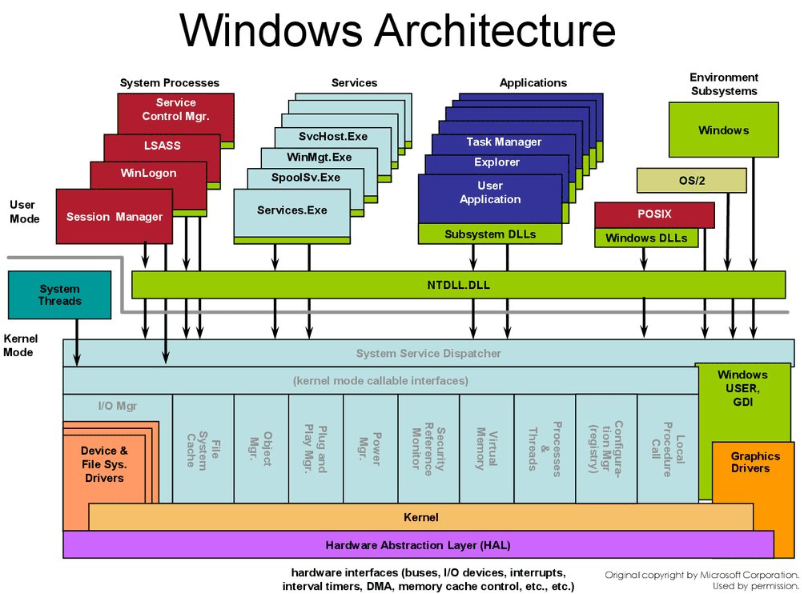 Windows Architecture
System Processes
Services
Applications
Environment
Subsystems
Service
Control Mgr.
LSASS
WinLogon
Session Manager
SvcHost.Exe
WinMgt.Exe
SpoolSv.Exe
Services.Exe
Task Manager
Explorer
User
Application
Subsystem DLLs
Windows
OS/2
POSIX
Windows DLLs
User
Mode
NTDLL.DLL
System
Threads
Kernel
Mode
System Service Dispatcher
(kernel mode callable interfaces)
Windows
USER,
GDI
I/O Mgr
Device &
File Sys.
Drivers
File
System
Cache
Object
Mgr.
Plug and
Play Mgr.
Power
Mgr.
Security
Reference
Monitor
Virtual
Memory
Processes
&
Threads
Configura-
tion Mgr
(registry)
Local
Procedure
Call
Graphics
Drivers
Kernel
Hardware Abstraction Layer (HAL)
hardware interfaces (buses, I/O devices, interrupts,
interval timers, DMA, memory cache control, etc., etc.)
Original copyright by Microsoft Corporation.
Used by permission.